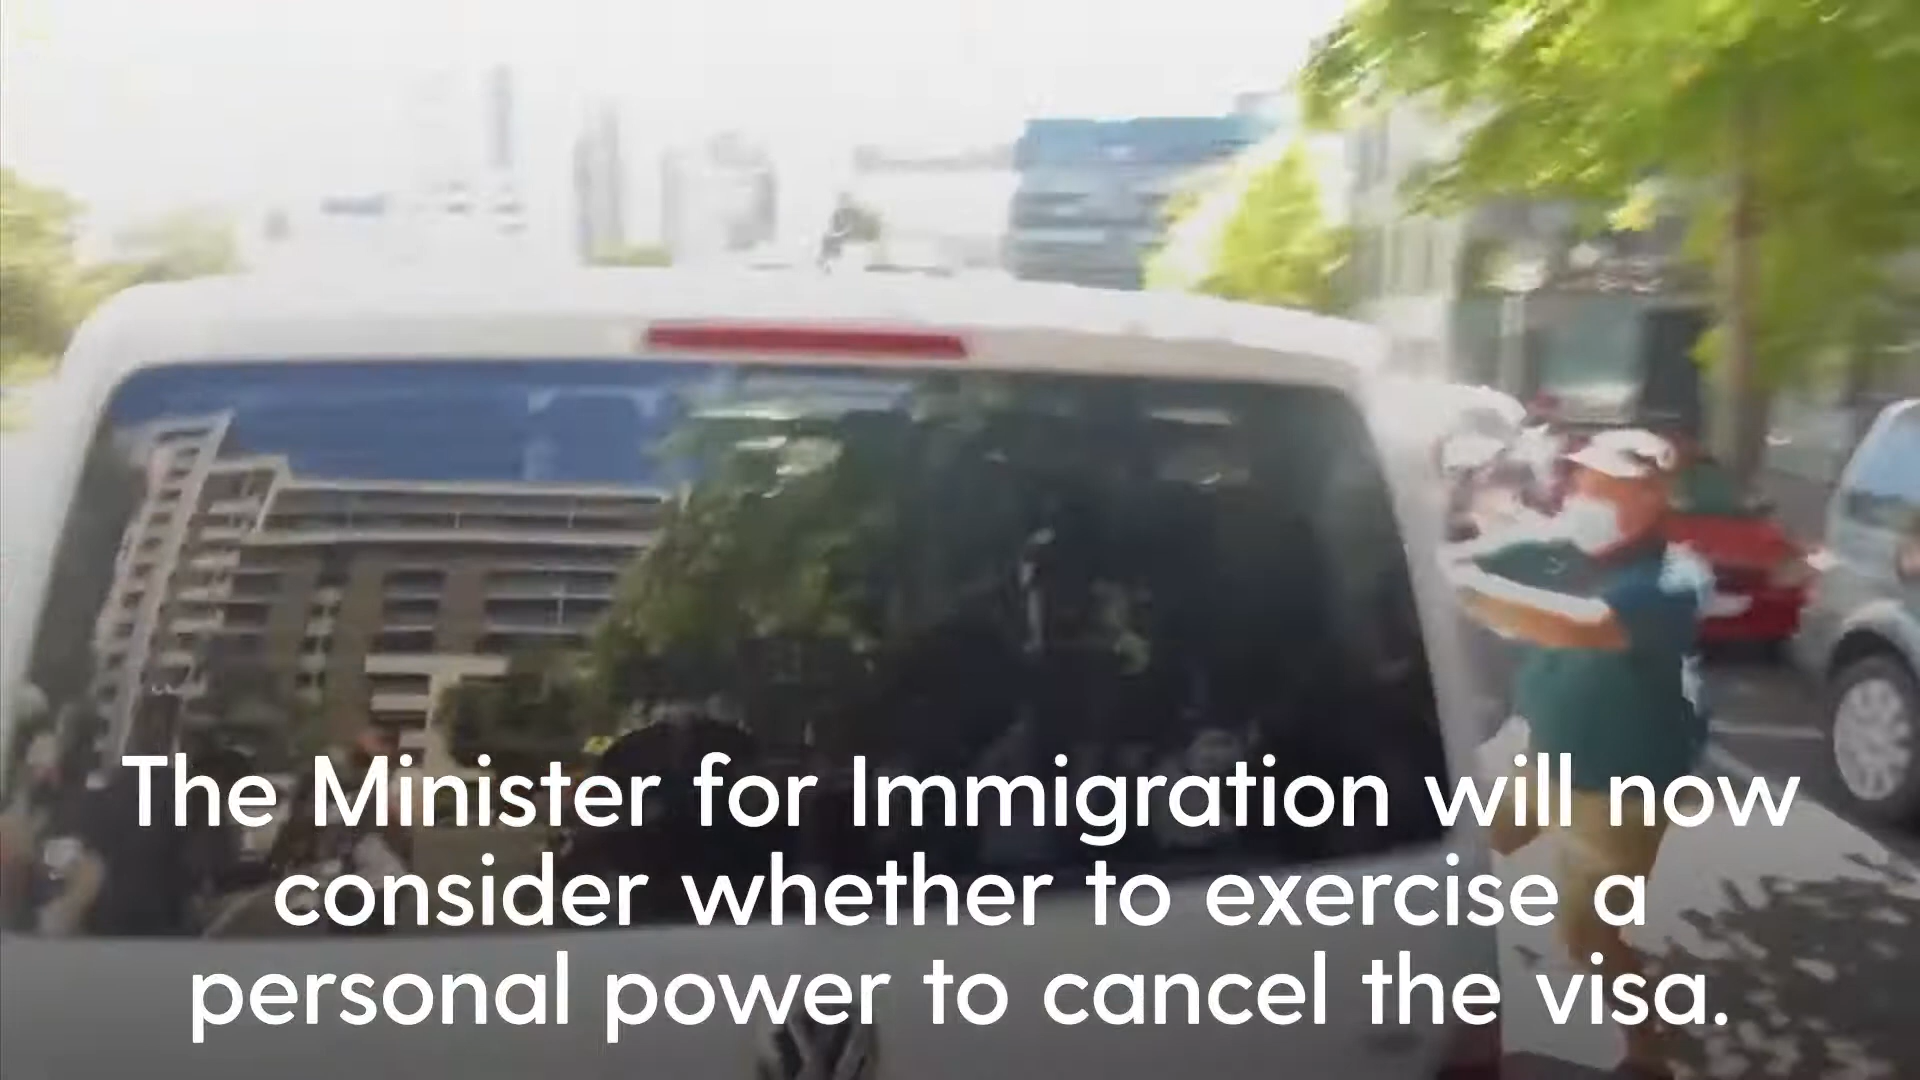 The Minister for Immigration will now
consider whether to exercise a
personal power to cancel the visa.